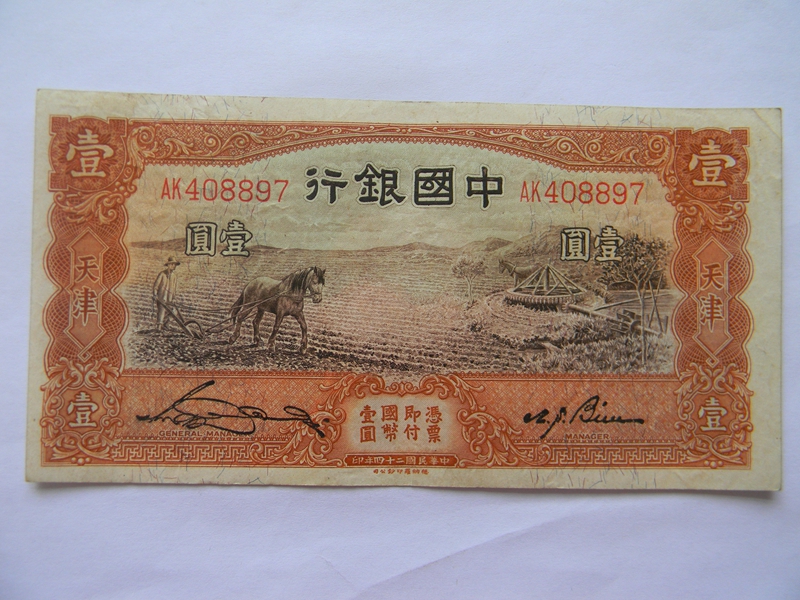 壹
壹
中國銀行
AK408897
AK408897
壹圓
壹圓
天津
天津
憑票
即付
國幣
壹圓
GENERAL MANAGER
MANAGER
壹
壹
中華民國二十四年印